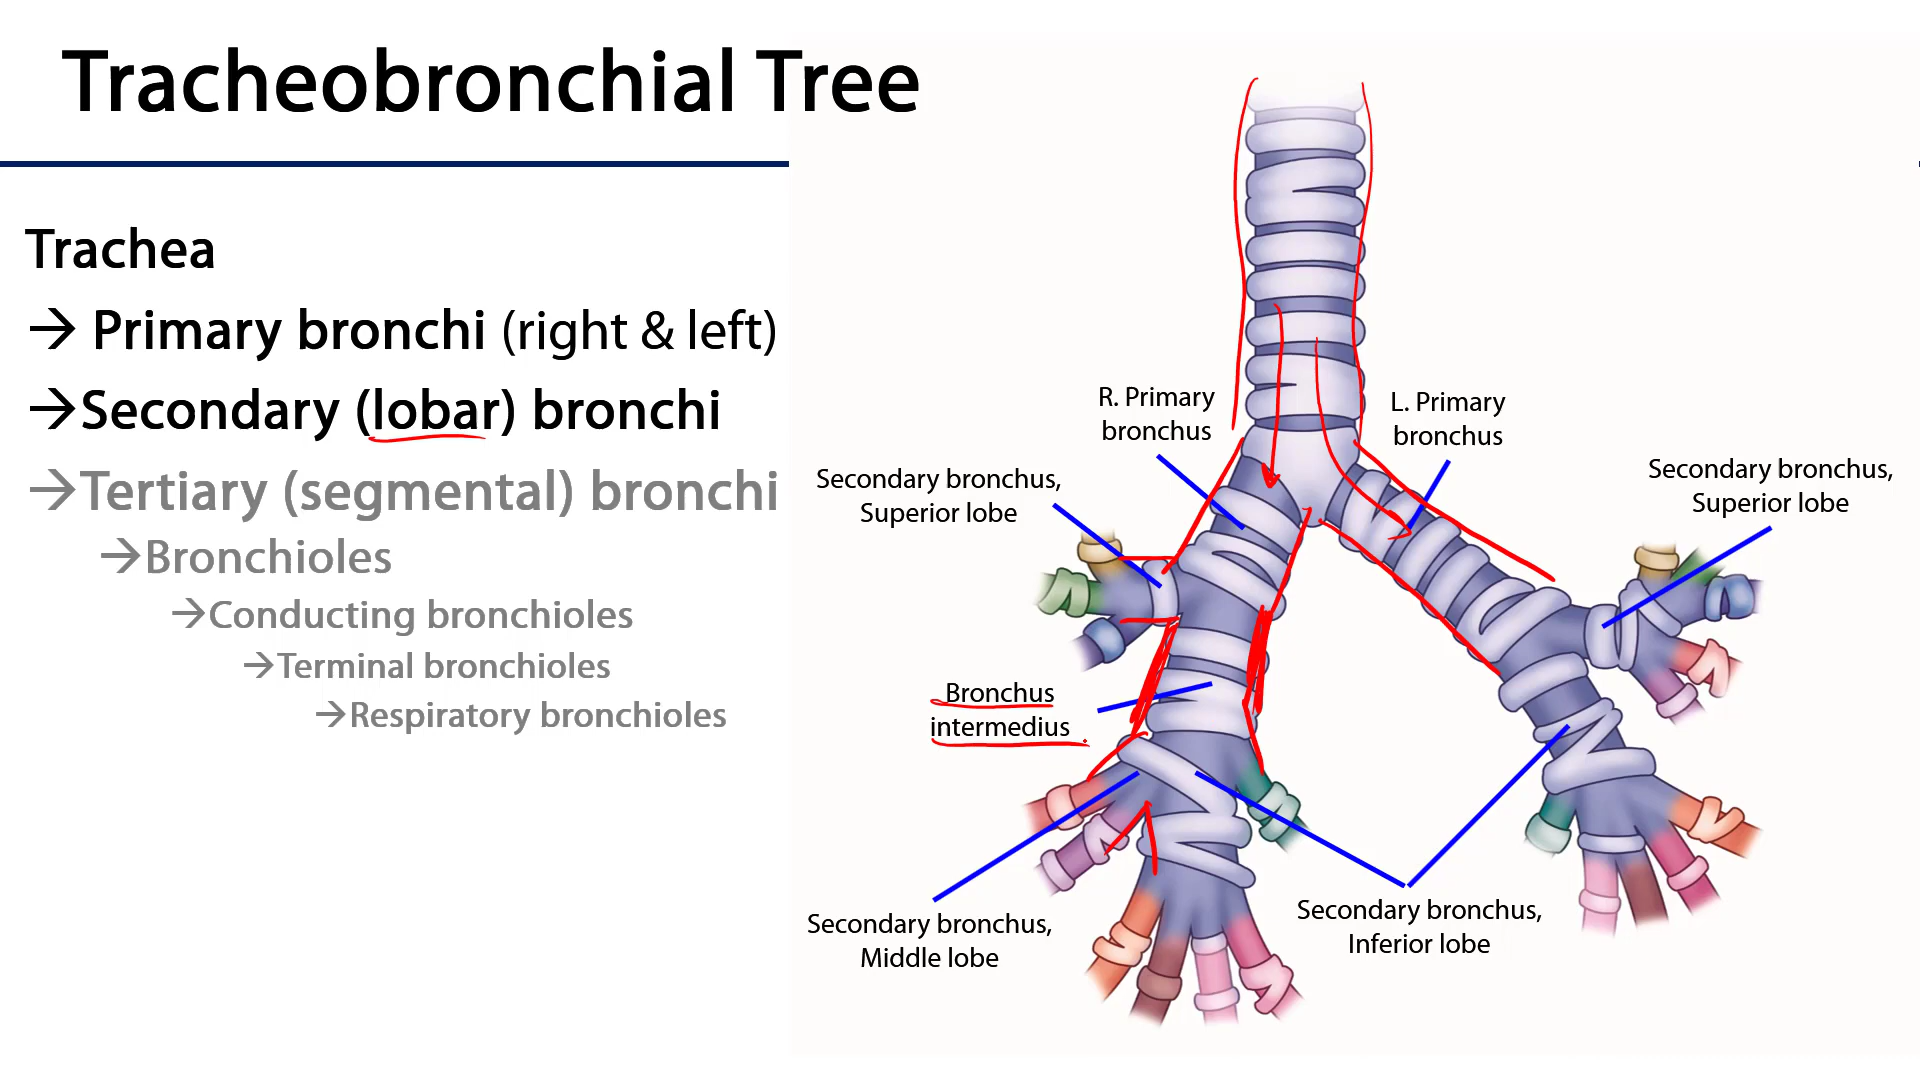 Tracheobronchial Tree
Trachea
→ Primary bronchi (right & left)
→Secondary (lobar) bronchi
→Tertiary (segmental) bronchi
→Bronchioles
→Conducting bronchioles
→Terminal bronchioles
→Respiratory bronchioles
R. Primary
bronchus
L. Primary
bronchus
Secondary bronchus,
Superior lobe
Secondary bronchus,
Superior lobe
Bronchus
intermedius
Secondary bronchus,
Middle lobe
Secondary bronchus,
Inferior lobe